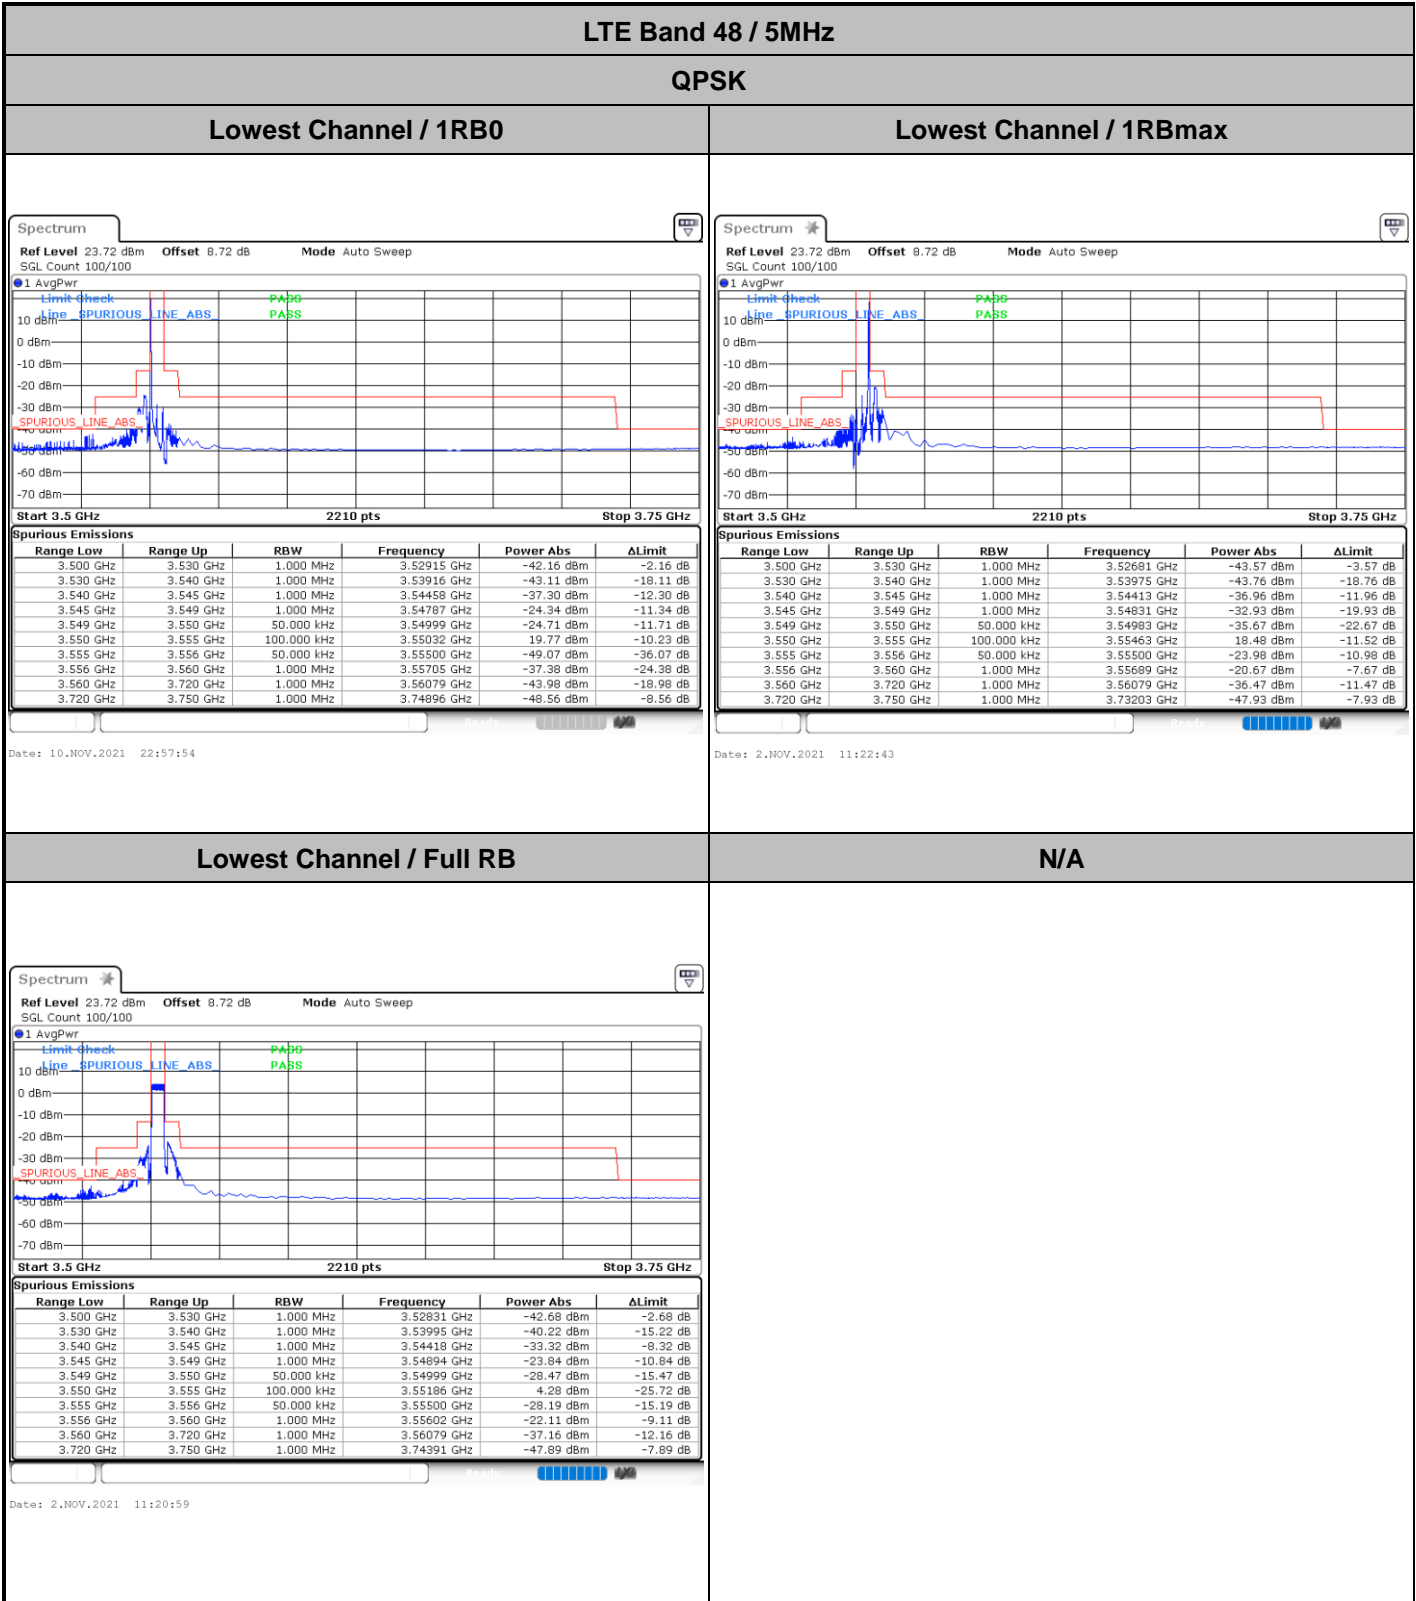 LTE Band 48 / 5MHz
QPSK
Lowest Channel / 1RB0
Lowest Channel / 1RBmax
Spectrum
Ref Level 23.72 dBm Offset 8.72 dB Mode Auto Sweep
SGL Count 100/100
1 AvgPwr
Limit Check PASS
Line _SPURIOUS_LINE_ABS_ PASS
10 dBm
0 dBm
-10 dBm
-20 dBm
-30 dBm
_SPURIOUS_LINE_ABS_
-40 dBm
-50 dBm
-60 dBm
-70 dBm
Start 3.5 GHz 2210 pts Stop 3.75 GHz
Spurious Emissions
Range Low Range Up RBW Frequency Power Abs ΔLimit
3.500 GHz 3.530 GHz 1.000 MHz 3.52915 GHz -42.16 dBm -2.16 dB
3.530 GHz 3.540 GHz 1.000 MHz 3.53916 GHz -43.11 dBm -18.11 dB
3.540 GHz 3.545 GHz 1.000 MHz 3.54458 GHz -37.30 dBm -12.30 dB
3.545 GHz 3.549 GHz 1.000 MHz 3.54787 GHz -24.34 dBm -11.34 dB
3.549 GHz 3.550 GHz 50.000 kHz 3.54999 GHz -24.71 dBm -11.71 dB
3.550 GHz 3.555 GHz 100.000 kHz 3.55032 GHz 19.77 dBm -10.23 dB
3.555 GHz 3.556 GHz 50.000 kHz 3.55500 GHz -49.07 dBm -36.07 dB
3.556 GHz 3.560 GHz 1.000 MHz 3.55705 GHz -37.38 dBm -24.38 dB
3.560 GHz 3.720 GHz 1.000 MHz 3.56079 GHz -43.98 dBm -18.98 dB
3.720 GHz 3.750 GHz 1.000 MHz 3.74896 GHz -48.56 dBm -8.56 dB
Ready
Date: 10.NOV.2021 22:57:54
Spectrum
Ref Level 23.72 dBm Offset 8.72 dB Mode Auto Sweep
SGL Count 100/100
1 AvgPwr
Limit Check PASS
Line _SPURIOUS_LINE_ABS_ PASS
10 dBm
0 dBm
-10 dBm
-20 dBm
-30 dBm
_SPURIOUS_LINE_ABS_
-40 dBm
-50 dBm
-60 dBm
-70 dBm
Start 3.5 GHz 2210 pts Stop 3.75 GHz
Spurious Emissions
Range Low Range Up RBW Frequency Power Abs ΔLimit
3.500 GHz 3.530 GHz 1.000 MHz 3.52681 GHz -43.57 dBm -3.57 dB
3.530 GHz 3.540 GHz 1.000 MHz 3.53975 GHz -43.76 dBm -18.76 dB
3.540 GHz 3.545 GHz 1.000 MHz 3.54413 GHz -36.96 dBm -11.96 dB
3.545 GHz 3.549 GHz 1.000 MHz 3.54831 GHz -32.93 dBm -19.93 dB
3.549 GHz 3.550 GHz 50.000 kHz 3.54983 GHz -35.67 dBm -22.67 dB
3.550 GHz 3.555 GHz 100.000 kHz 3.55463 GHz 18.48 dBm -11.52 dB
3.555 GHz 3.556 GHz 50.000 kHz 3.55500 GHz -23.98 dBm -10.98 dB
3.556 GHz 3.560 GHz 1.000 MHz 3.55689 GHz -20.67 dBm -7.67 dB
3.560 GHz 3.720 GHz 1.000 MHz 3.56079 GHz -36.47 dBm -11.47 dB
3.720 GHz 3.750 GHz 1.000 MHz 3.73203 GHz -47.93 dBm -7.93 dB
Ready
Date: 2.NOV.2021 11:22:43
Lowest Channel / Full RB
N/A
Spectrum
Ref Level 23.72 dBm Offset 8.72 dB Mode Auto Sweep
SGL Count 100/100
1 AvgPwr
Limit Check PASS
Line _SPURIOUS_LINE_ABS_ PASS
10 dBm
0 dBm
-10 dBm
-20 dBm
-30 dBm
_SPURIOUS_LINE_ABS_
-40 dBm
-50 dBm
-60 dBm
-70 dBm
Start 3.5 GHz 2210 pts Stop 3.75 GHz
Spurious Emissions
Range Low Range Up RBW Frequency Power Abs ΔLimit
3.500 GHz 3.530 GHz 1.000 MHz 3.52831 GHz -42.68 dBm -2.68 dB
3.530 GHz 3.540 GHz 1.000 MHz 3.53995 GHz -40.22 dBm -15.22 dB
3.540 GHz 3.545 GHz 1.000 MHz 3.54418 GHz -33.32 dBm -8.32 dB
3.545 GHz 3.549 GHz 1.000 MHz 3.54894 GHz -23.84 dBm -10.84 dB
3.549 GHz 3.550 GHz 50.000 kHz 3.54999 GHz -28.47 dBm -15.47 dB
3.550 GHz 3.555 GHz 100.000 kHz 3.55186 GHz 4.28 dBm -25.72 dB
3.555 GHz 3.556 GHz 50.000 kHz 3.55500 GHz -28.19 dBm -15.19 dB
3.556 GHz 3.560 GHz 1.000 MHz 3.55602 GHz -22.11 dBm -9.11 dB
3.560 GHz 3.720 GHz 1.000 MHz 3.56079 GHz -37.16 dBm -12.16 dB
3.720 GHz 3.750 GHz 1.000 MHz 3.74391 GHz -47.89 dBm -7.89 dB
Ready
Date: 2.NOV.2021 11:20:59